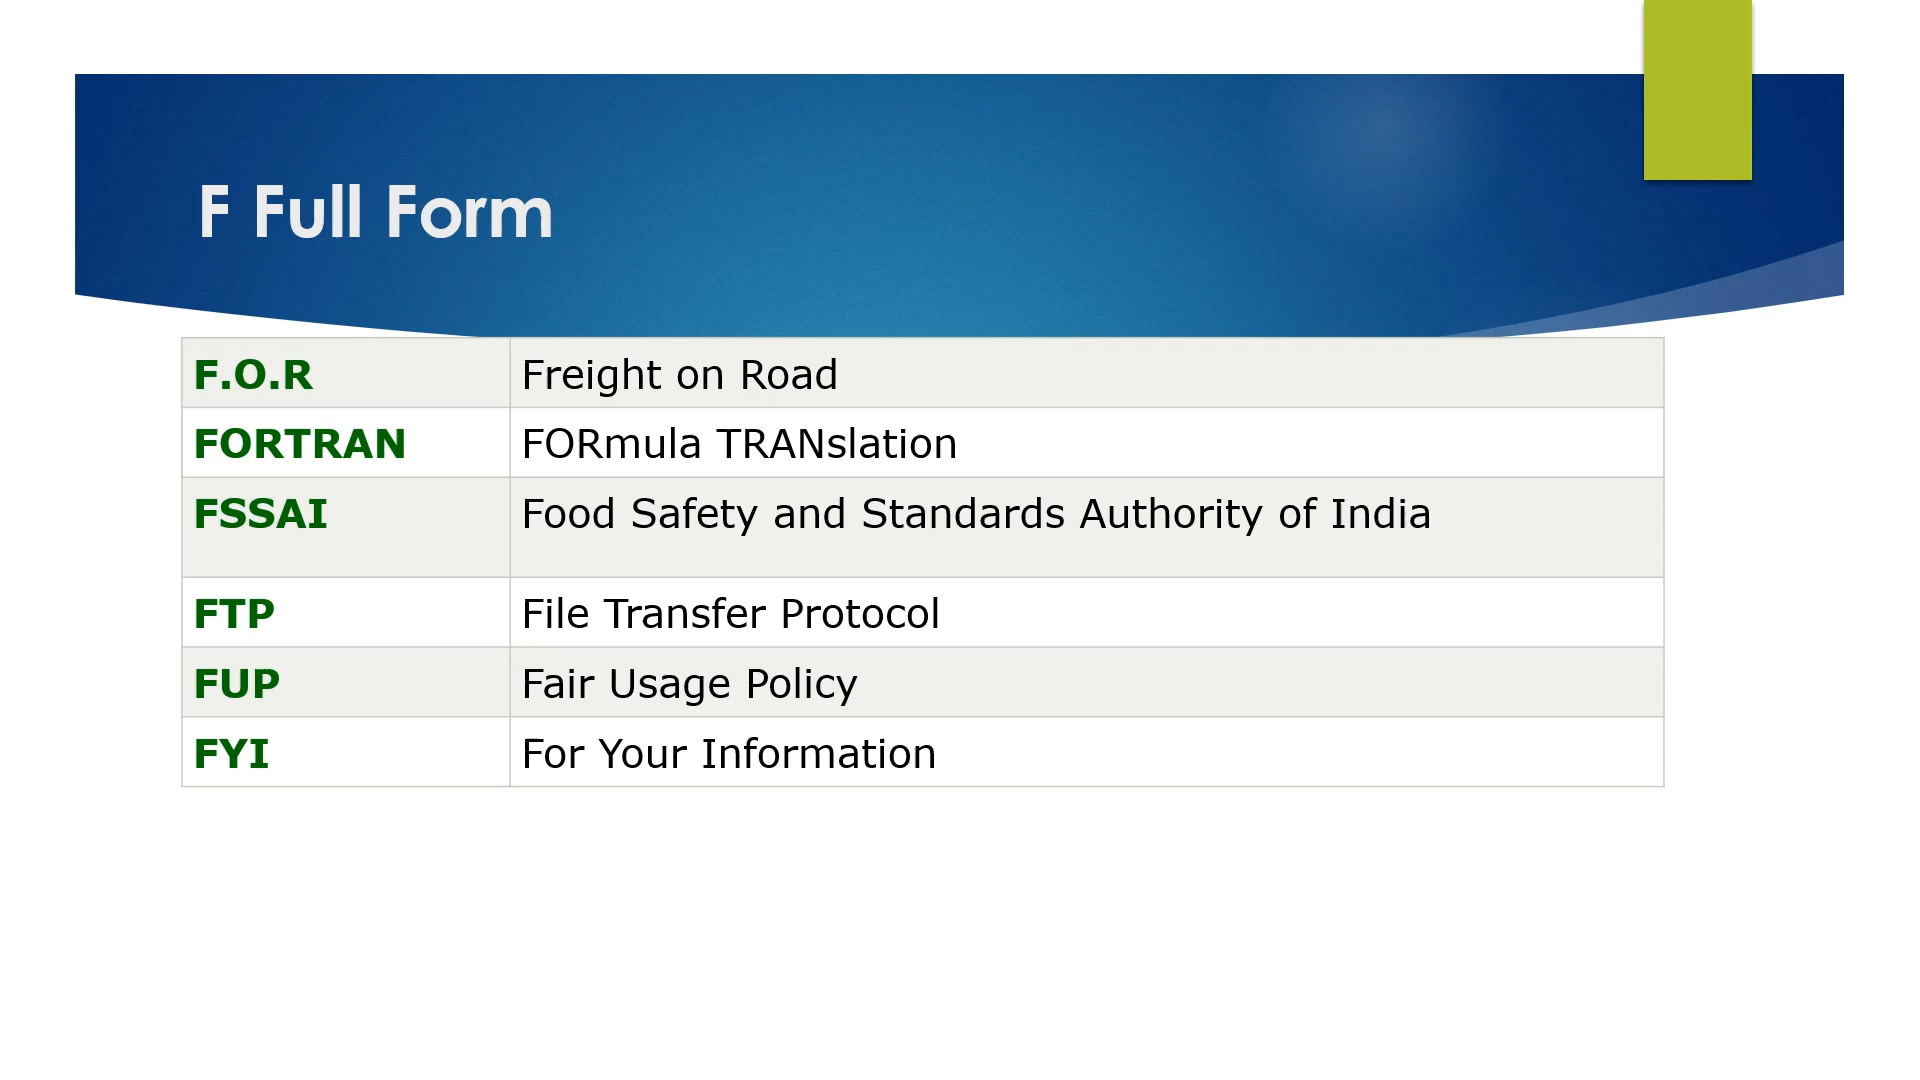 F Full Form
F.O.R Freight on Road
FORTRAN FORmula TRANslation
FSSAI Food Safety and Standards Authority of India
FTP File Transfer Protocol
FUP Fair Usage Policy
FYI For Your Information